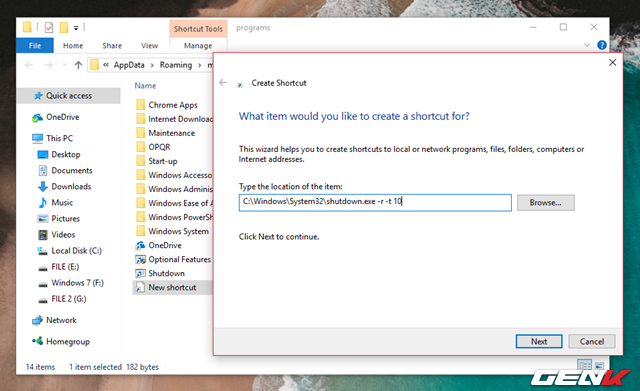 Shortcut Tools
programs
File
Home
Share
View
Manage
« AppData › Roaming ›
Name
Quick access
OneDrive
This PC
Desktop
Documents
Downloads
Music
Pictures
Videos
Local Disk (C:)
FILE (E:)
Windows 7 (F:)
FILE 2 (G:)
Network
Homegroup
Chrome Apps
Internet Downloa
Maintenance
OPQR
Start-up
Windows Accesso
Windows Adminis
Windows Ease of A
Windows PowerSh
Windows System
OneDrive
Optional Features
Shutdown
New shortcut
14 items
1 item selected
182 bytes
Create Shortcut
What item would you like to create a shortcut for?
This wizard helps you to create shortcuts to local or network programs, files, folders, computers or
Internet addresses.
Type the location of the item:
C:\Windows\System32\shutdown.exe -r -t 10
Browse...
Click Next to continue.
Next
Cancel
GENK